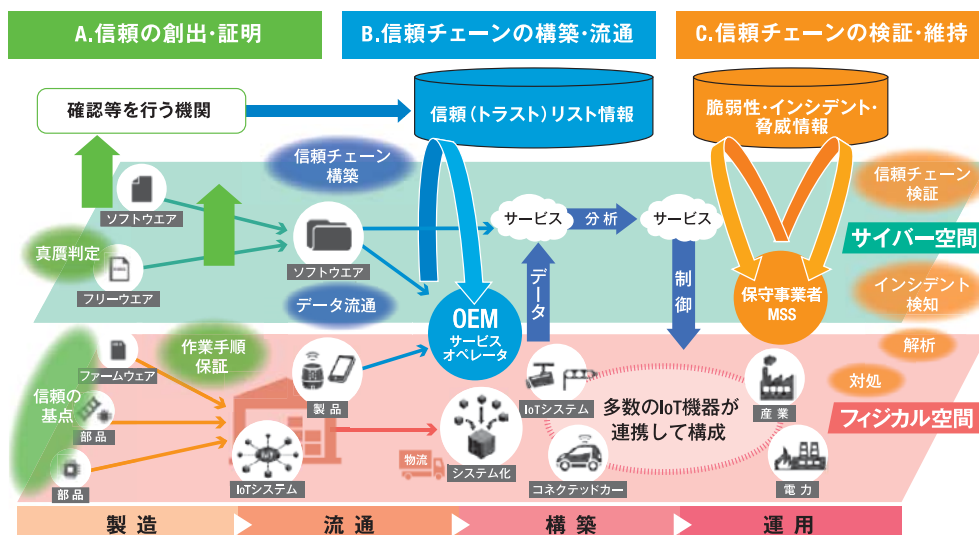 A.信頼の創出・証明
B.信頼チェーンの構築・流通
C.信頼チェーンの検証・維持
確認等を行う機関
信頼(トラスト)リスト情報
脆弱性・インシデント・
脅威情報
信頼チェーン
構築
信頼チェーン
検証
ソフトウエア
サービス
分析
サービス
サイバー空間
真贋判定
ソフトウエア
フリーウエア
データ流通
データ
制御
保守事業者
MSS
インシデント
検知
OEM
サービス
オペレータ
作業手順
保証
解析
ファームウェア
信頼の
基点
製品
IoTシステム
多数のIoT機器が
連携して構成
産業
対処
フィジカル空間
部品
部品
IoTシステム
物流
システム化
コネクテッドカー
電力
製造
流通
構築
運用